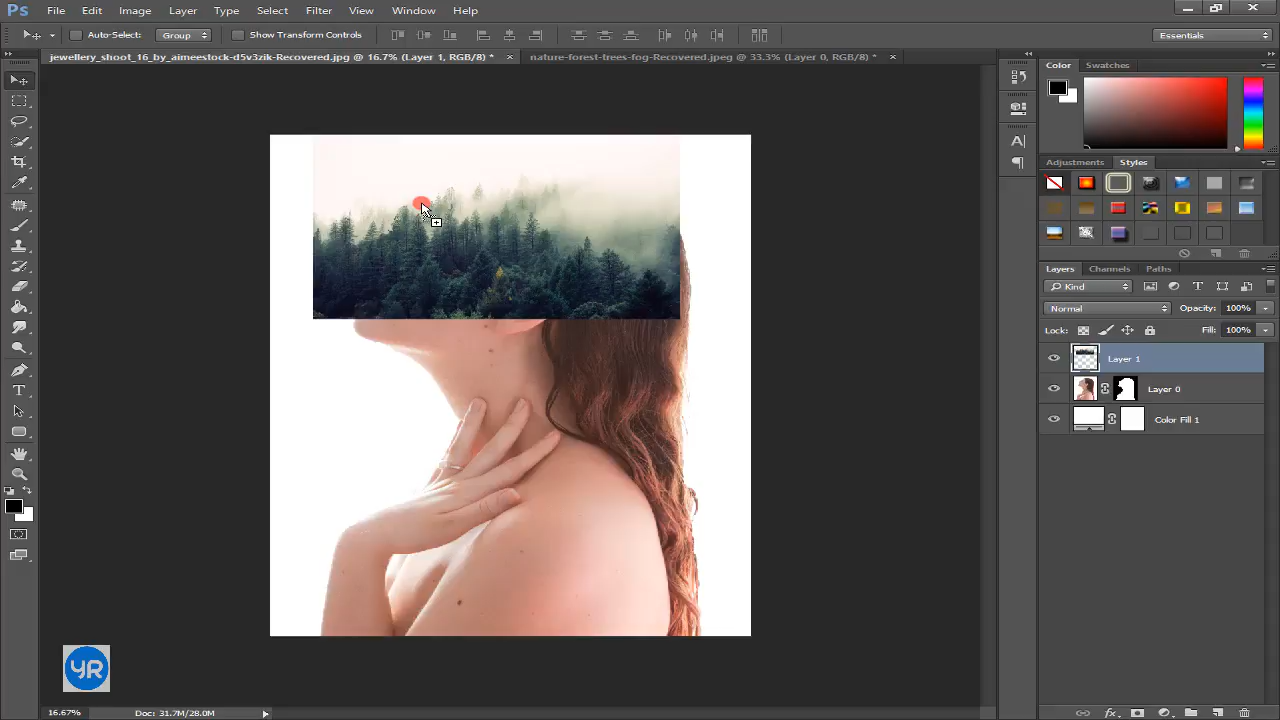 Ps File Edit Image Layer Type Select Filter View Window Help
Auto-Select: Group Show Transform Controls Essentials
jewellery_shoot_16_by_aimeestock-d5v3zik-Recovered.jpg @ 16.7% (Layer 1, RGB/8) * × nature-forest-trees-fog-Recovered.jpeg @ 33.3% (Layer 0, RGB/8) * ×
Color Swatches
Adjustments Styles
Layers Channels Paths
Kind
Normal Opacity: 100%
Lock: Fill: 100%
Layer 1
Layer 0
Color Fill 1
YR
16.67% Doc: 31.7M/28.0M